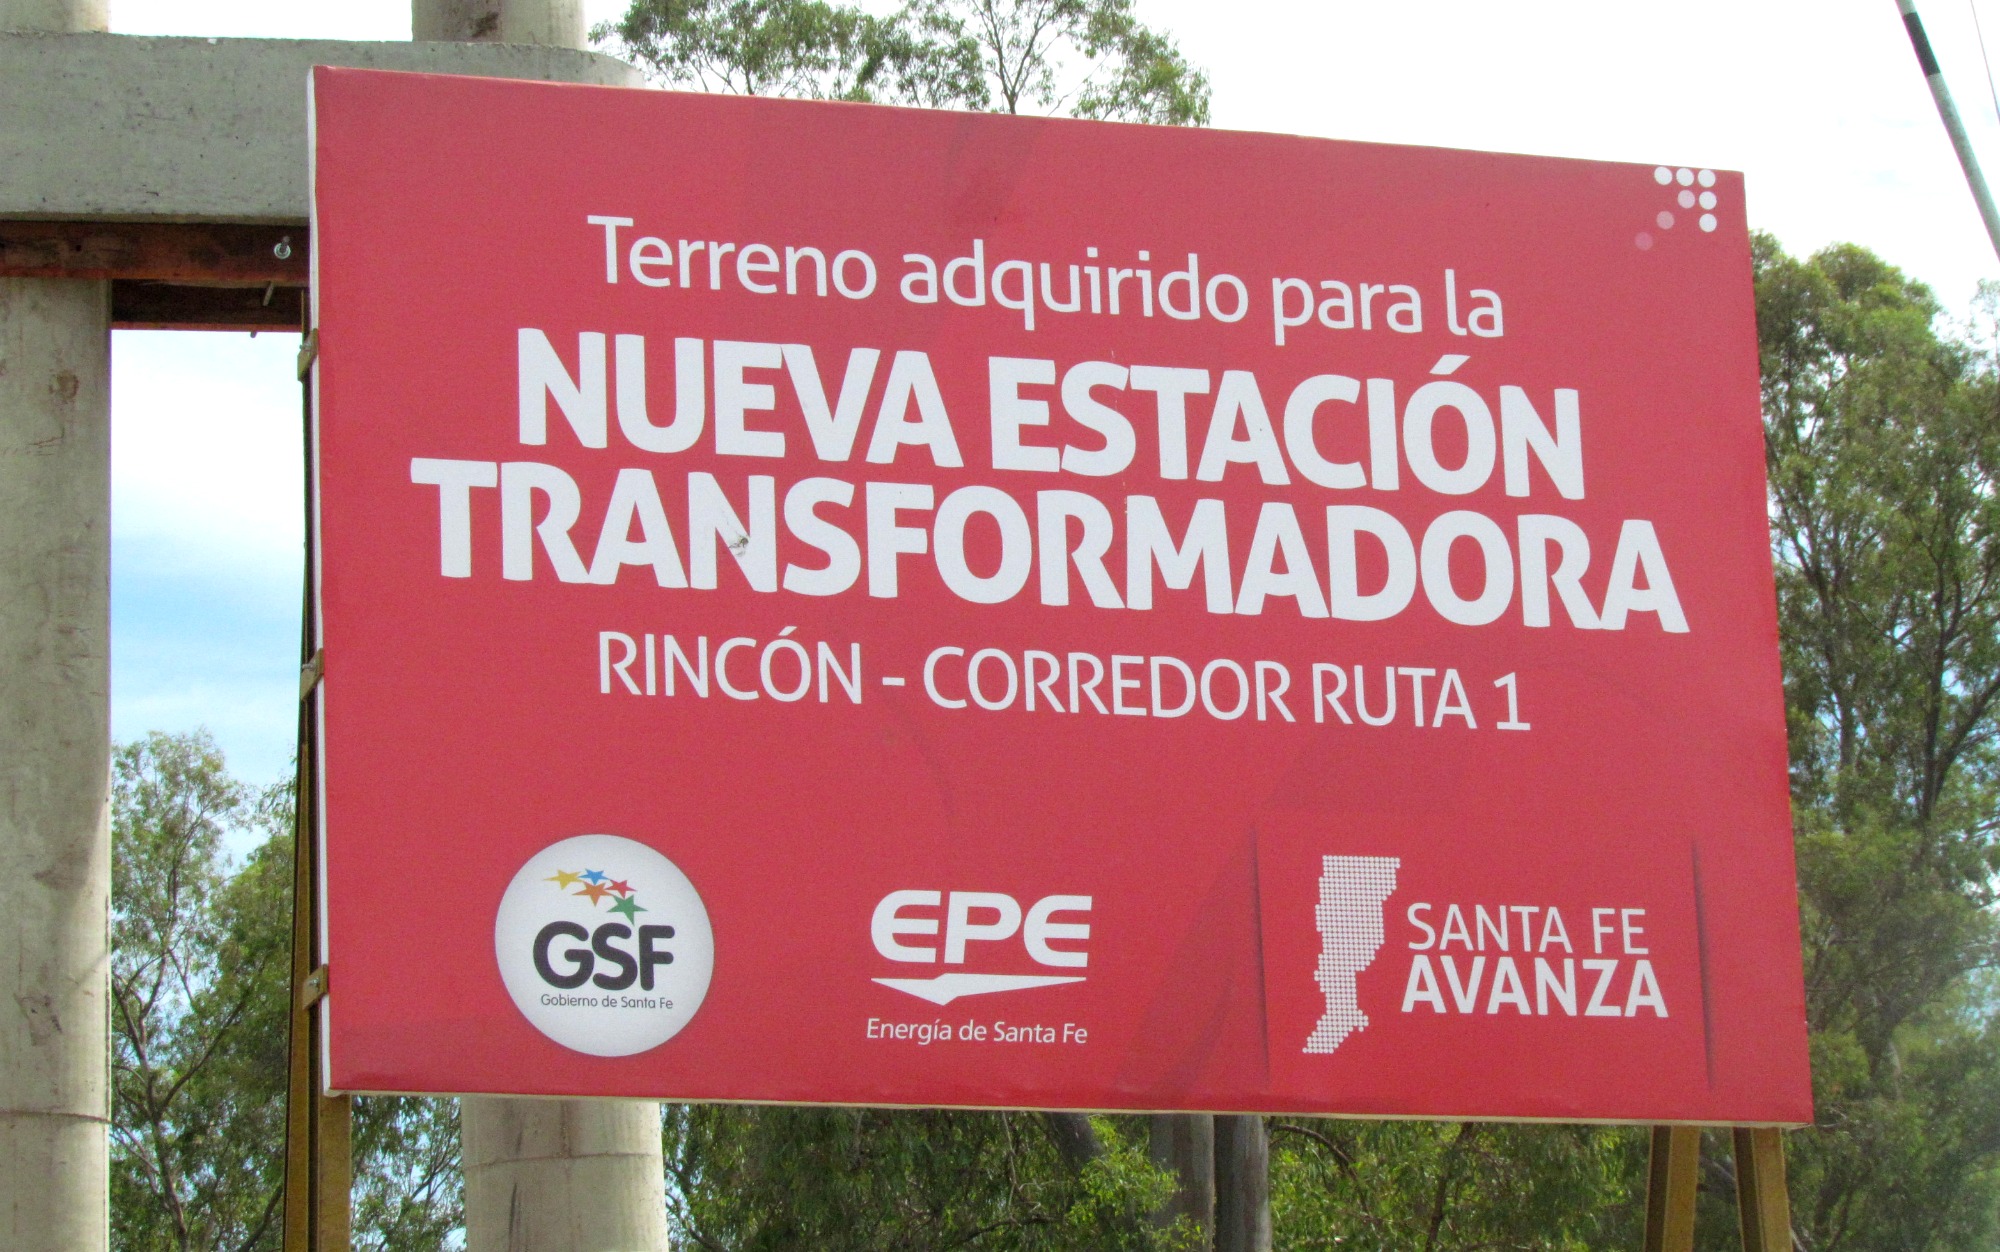 Terreno adquirido para la
NUEVA ESTACIÓN
TRANSFORMADORA
RINCÓN - CORREDOR RUTA 1
GSF
Gobierno de Santa Fe
EPE
Energía de Santa Fe
SANTA FE
AVANZA